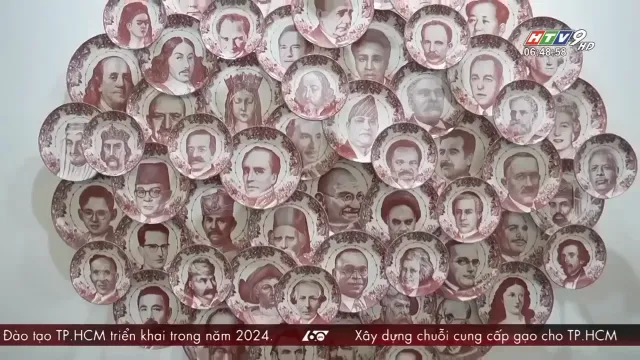 HTV9 HD
06:48:58
Đào tạo TP.HCM triển khai trong năm 2024. 60 Xây dựng chuỗi cung cấp gạo cho TP.HCM